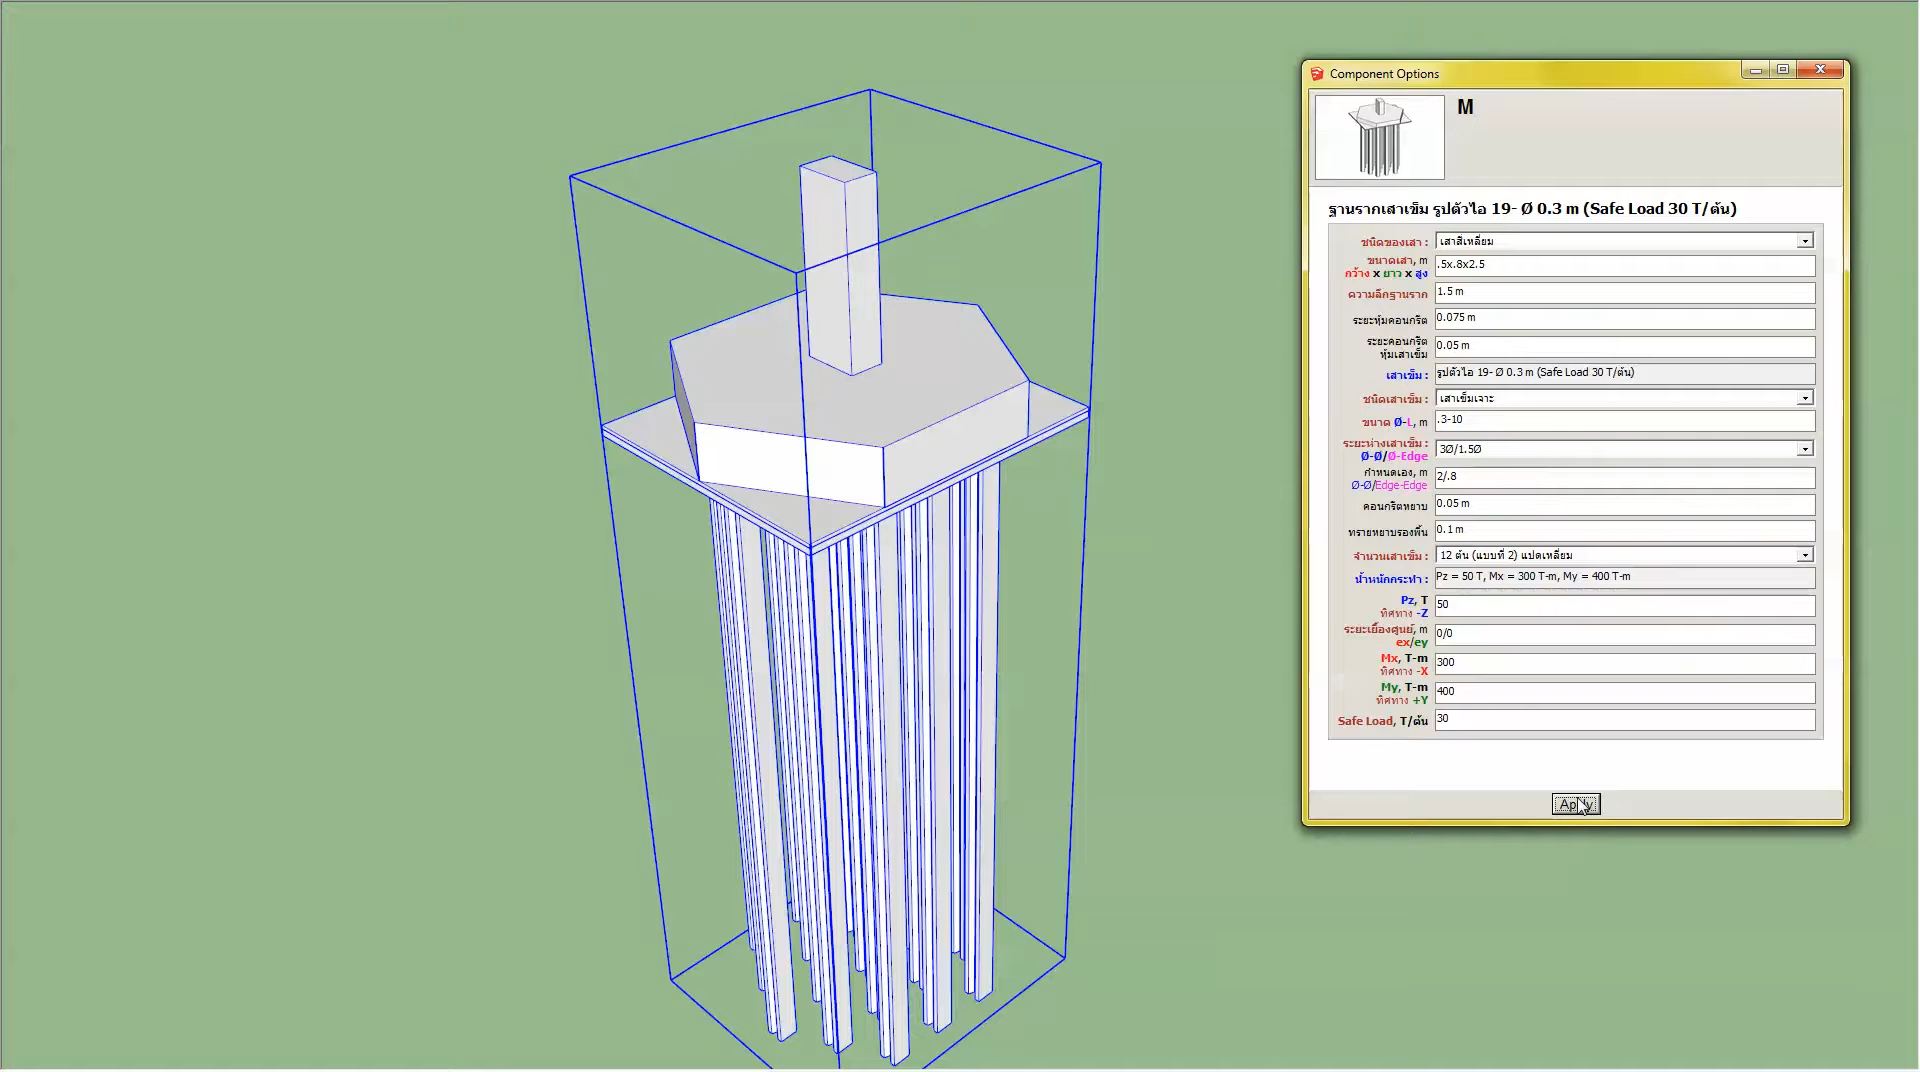 Component Options
M
ฐานรากเสาเข็ม รูปตัวไอ 19- Ø 0.3 m (Safe Load 30 T/ต้น)
ชนิดของเสา : เสาสี่เหลี่ยม
ขนาดเสา, m
กว้าง x ยาว x สูง .5x.8x2.5
ความลึกฐานราก 1.5 m
ระยะหุ้มคอนกรีต 0.075 m
ระยะคอนกรีต
หุ้มเสาเข็ม 0.05 m
เสาเข็ม : รูปตัวไอ 19- Ø 0.3 m (Safe Load 30 T/ต้น)
ชนิดเสาเข็ม : เสาเข็มเจาะ
ขนาด Ø-L, m .3-10
ระยะห่างเสาเข็ม :
Ø-Ø/Ø-Edge 3Ø/1.5Ø
กำหนดเอง, m
Ø-Ø/Edge-Edge 2/.8
คอนกรีตหยาบ 0.05 m
ทรายหยาบรองพื้น 0.1 m
จำนวนเสาเข็ม : 12 ต้น (แบบที่ 2) แปดเหลี่ยม
น้ำหนักกระทำ : Pz = 50 T, Mx = 300 T-m, My = 400 T-m
Pz, T
ทิศทาง -Z 50
ระยะเยื้องศูนย์, m
ex/ey 0/0
Mx, T-m
ทิศทาง -X 300
My, T-m
ทิศทาง +Y 400
Safe Load, T/ต้น 30
Apply